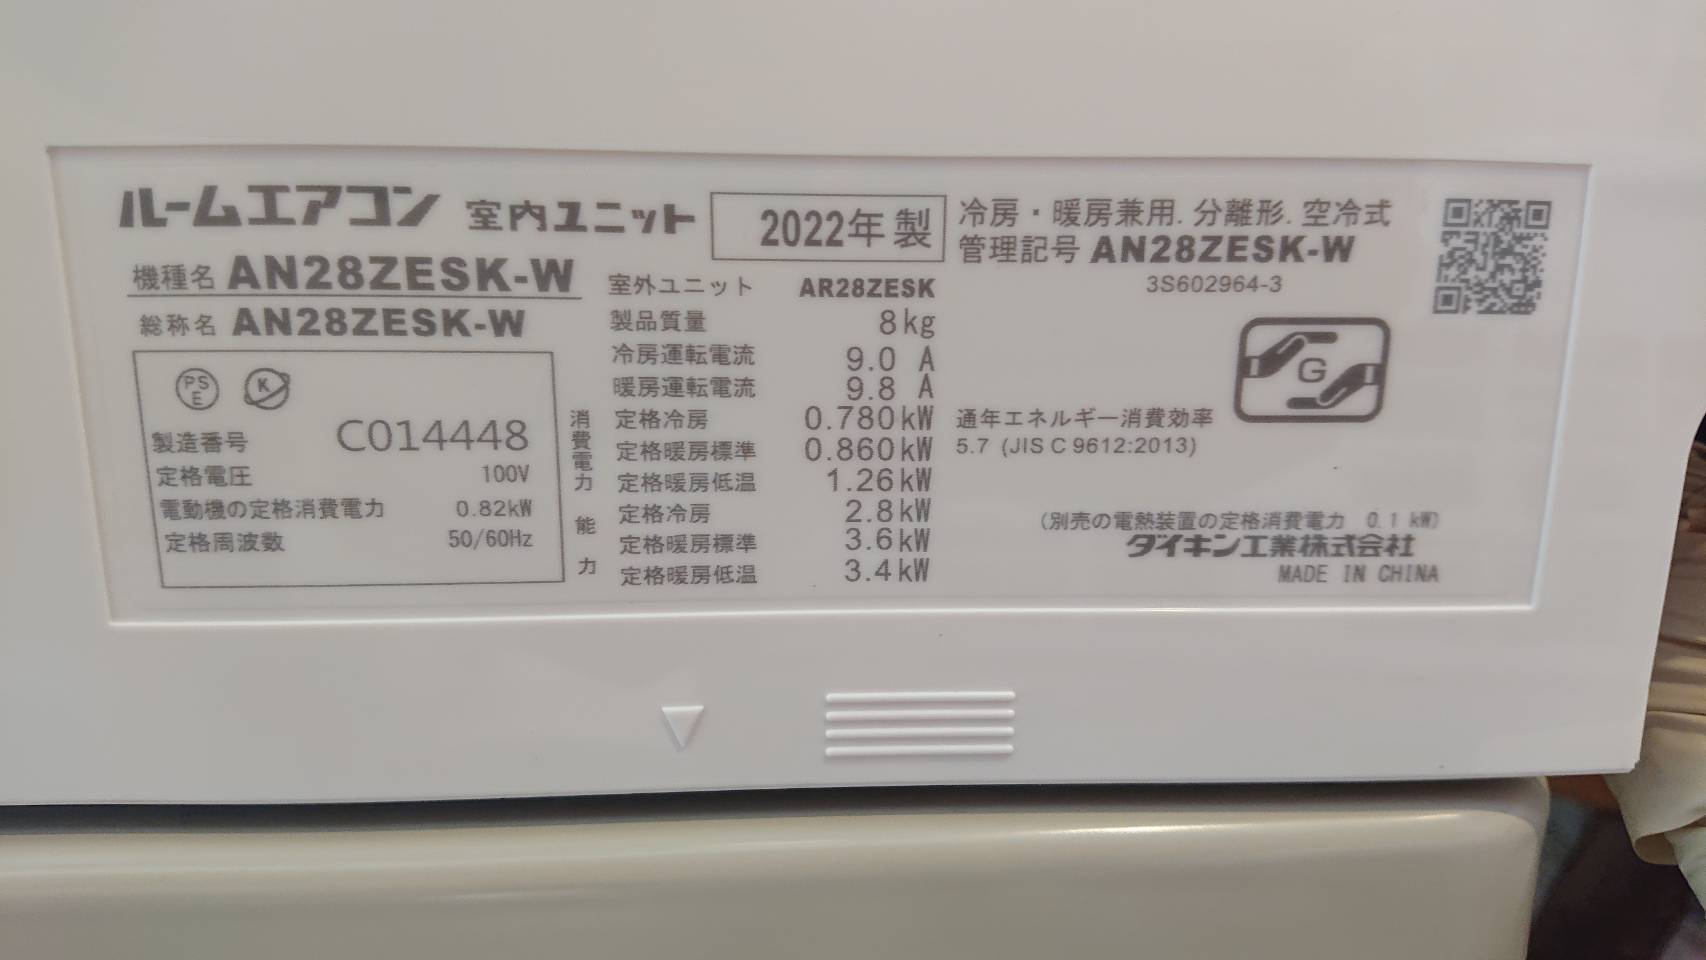 ルームエアコン 室内ユニット 2022年 製
機種名 AN28ZESK-W
総称名 AN28ZESK-W
PS
E
K
製造番号 C014448
定格電圧 100V
電動機の定格消費電力 0.82kW
定格周波数 50/60Hz
室外ユニット AR28ZESK
製品質量 8kg
冷房運転電流 9.0 A
暖房運転電流 9.8 A
消費電力
定格冷房 0.780kW
定格暖房標準 0.860kW
定格暖房低温 1.26kW
能力
定格冷房 2.8kW
定格暖房標準 3.6kW
定格暖房低温 3.4kW
冷房・暖房兼用.分離形.空冷式
管理記号 AN28ZESK-W
3S602964-3
G
通年エネルギー消費効率
5.7 (JIS C 9612:2013)
(別売の電熱装置の定格消費電力 0.1 kW)
ダイキン工業株式会社
MADE IN CHINA